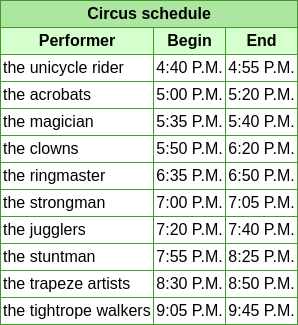 Circus schedule
Performer Begin End
the unicycle rider 4:40 P.M. 4:55 P.M.
the acrobats 5:00 P.M. 5:20 P.M.
the magician 5:35 P.M. 5:40 P.M.
the clowns 5:50 P.M. 6:20 P.M.
the ringmaster 6:35 P.M. 6:50 P.M.
the strongman 7:00 P.M. 7:05 P.M.
the jugglers 7:20 P.M. 7:40 P.M.
the stuntman 7:55 P.M. 8:25 P.M.
the trapeze artists 8:30 P.M. 8:50 P.M.
the tightrope walkers 9:05 P.M. 9:45 P.M.